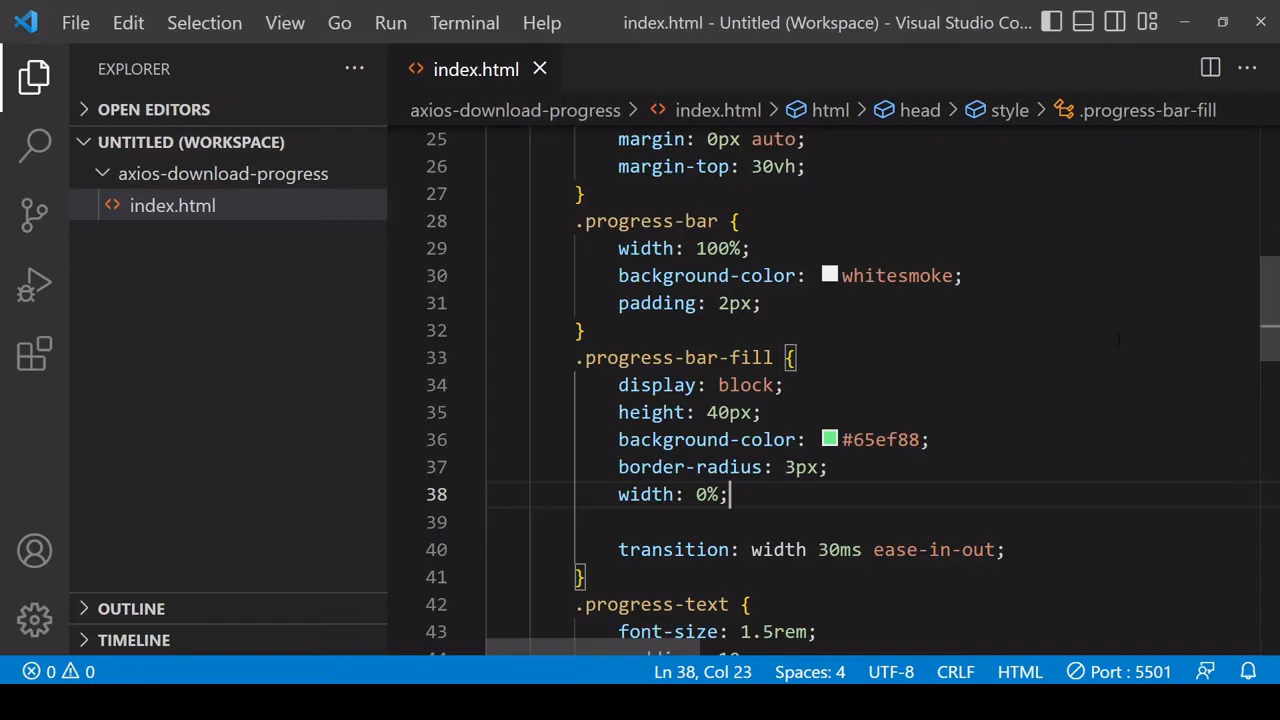 File Edit Selection View Go Run Terminal Help index.html - Untitled (Workspace) - Visual Studio Co...
EXPLORER
index.html
OPEN EDITORS
axios-download-progress > index.html > html > head > style > .progress-bar-fill
UNTITLED (WORKSPACE)
axios-download-progress
index.html
25 margin: 0px auto;
26 margin-top: 30vh;
27 }
28 .progress-bar {
29 width: 100%;
30 background-color: whitesmoke;
31 padding: 2px;
32 }
33 .progress-bar-fill {
34 display: block;
35 height: 40px;
36 background-color: #65ef88;
37 border-radius: 3px;
38 width: 0%;
39
40 transition: width 30ms ease-in-out;
41 }
42 .progress-text {
43 font-size: 1.5rem;
OUTLINE
TIMELINE
0 0 Ln 38, Col 23 Spaces: 4 UTF-8 CRLF HTML Port : 5501